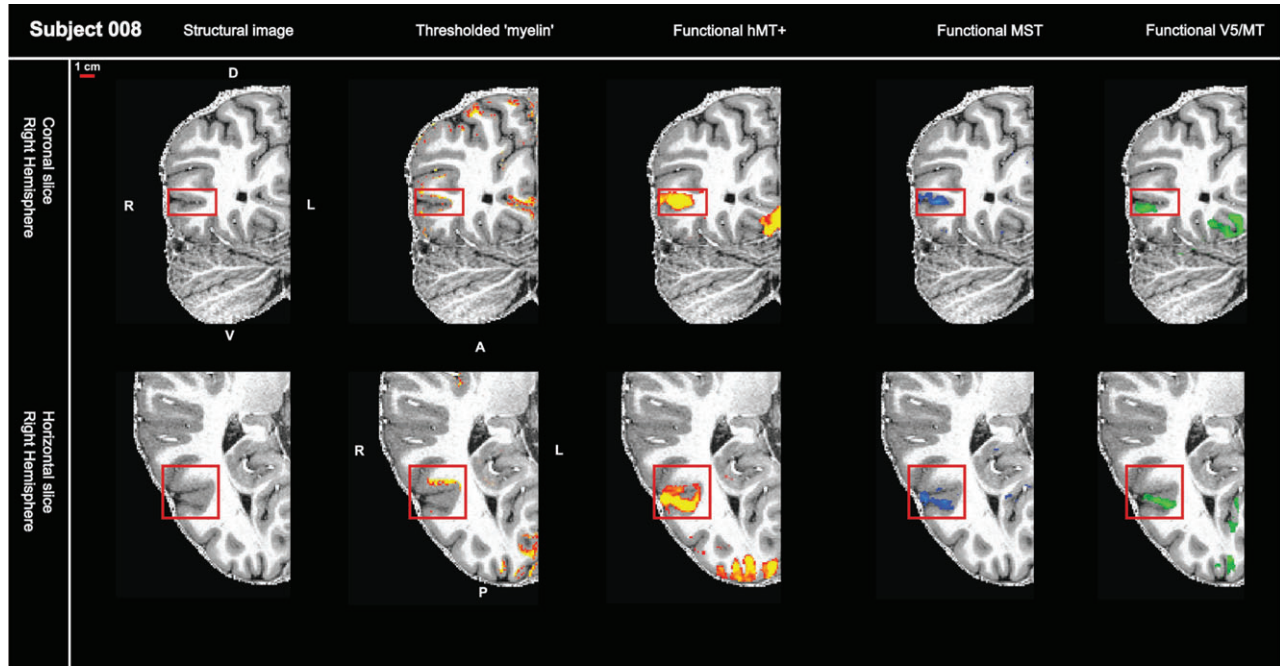 Subject 008 Structural image Thresholded 'myelin' Functional hMT+ Functional MST Functional V5/MT
1 cm
D
Coronal slice
Right Hemisphere
R
L
V
A
Horizontal slice
Right Hemisphere
R
L
P